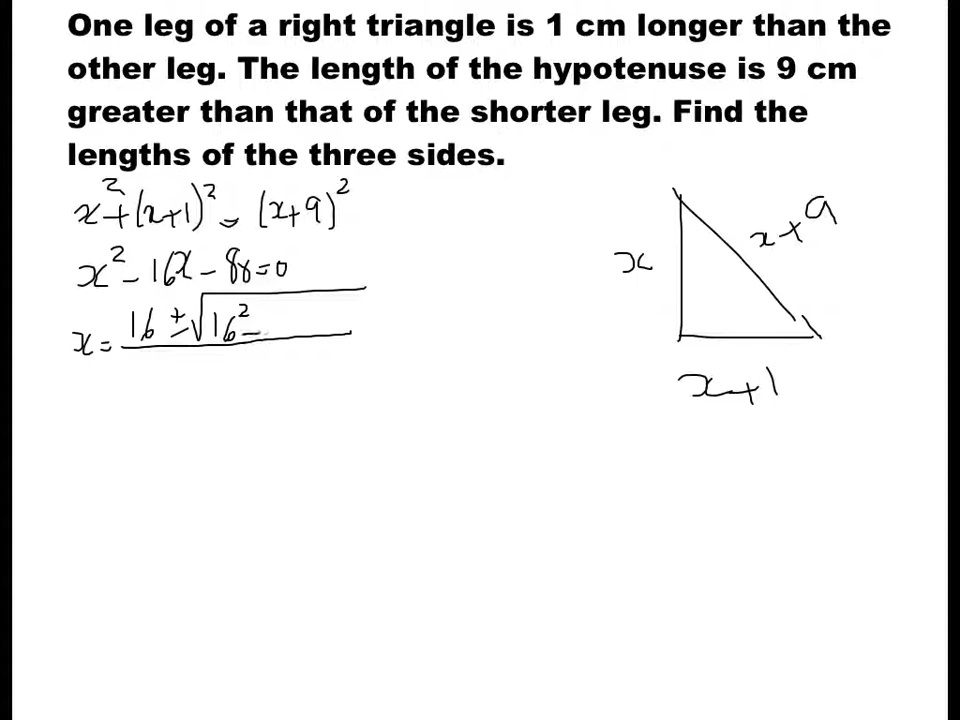 One leg of a right triangle is 1 cm longer than the
other leg. The length of the hypotenuse is 9 cm
greater than that of the shorter leg. Find the
lengths of the three sides.
x²+(x+1)²=(x+9)²
x²-16x-80=0
x=16±√16²-
x
x+9
x+1